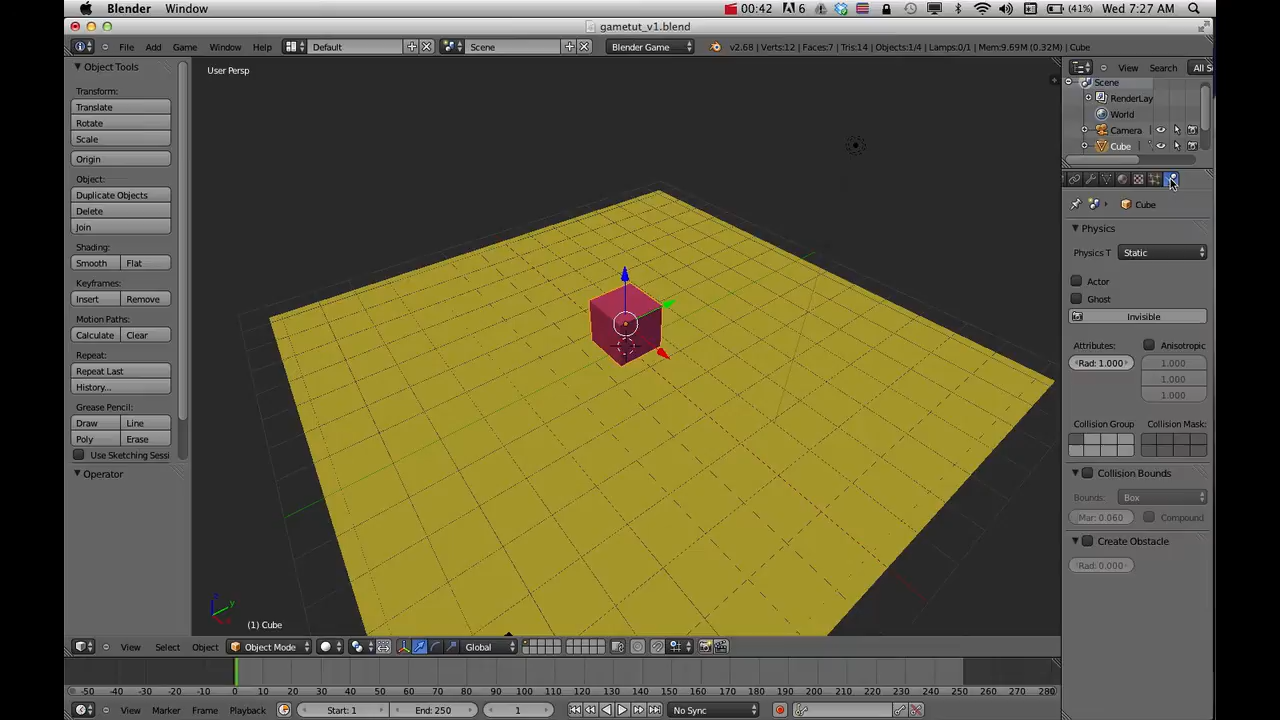 Blender Window 00:42 6 (41%) Wed 7:27 AM
gametut_v1.blend
File Add Game Window Help Default Scene Blender Game v2.68 | Verts:12 | Faces:7 | Tris:14 | Objects:1/4 | Lamps:0/1 | Mem:9.69M (0.32M) | Cube
Object Tools
Transform:
Translate
Rotate
Scale
Origin
Object:
Duplicate Objects
Delete
Join
Shading:
Smooth Flat
Keyframes:
Insert Remove
Motion Paths:
Calculate Clear
Repeat:
Repeat Last
History...
Grease Pencil:
Draw Line
Poly Erase
Use Sketching Sessi
Operator
User Persp
(1) Cube
View Search All S
Scene
RenderLay
World
Camera
Cube
Cube
Physics
Physics T Static
Actor
Ghost
Invisible
Attributes: Anisotropic
Rad: 1.000 1.000
1.000
1.000
Collision Group Collision Mask:
Collision Bounds
Bounds: Box
Mar: 0.060 Compound
Create Obstacle
Rad: 0.000
View Select Object Object Mode Global
-50 -40 -30 -20 -10 0 10 20 30 40 50 60 70 80 90 100 110 120 130 140 150 160 170 180 190 200 210 220 230 240 250 260 270 280
View Marker Frame Playback Start: 1 End: 250 1 No Sync